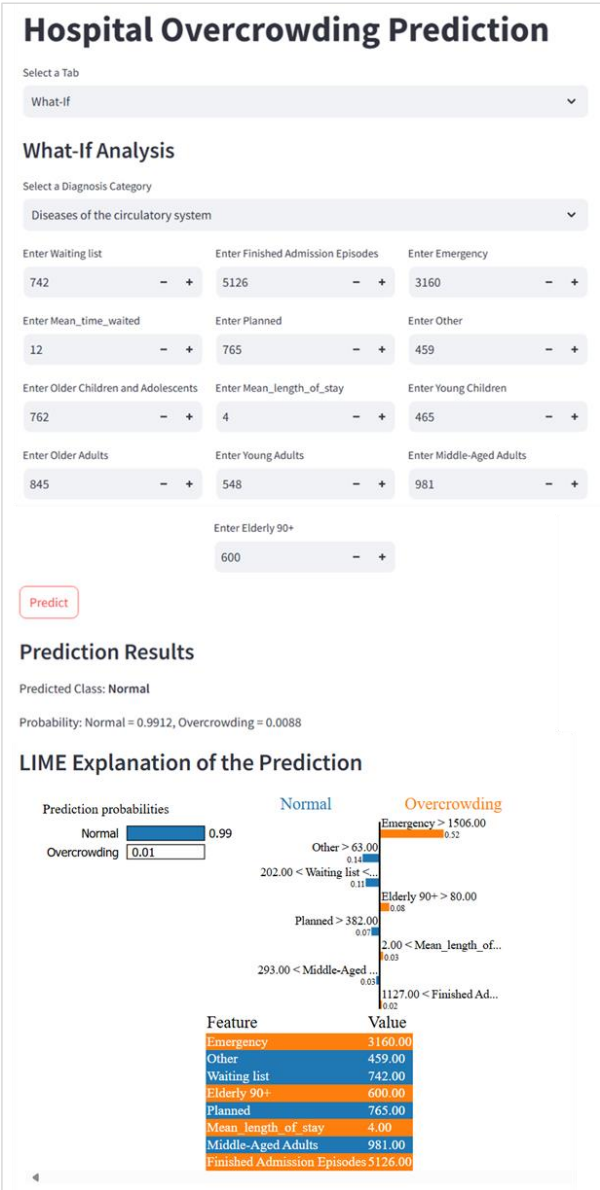 Hospital Overcrowding Prediction
Select a Tab
What-If
What-If Analysis
Select a Diagnosis Category
Diseases of the circulatory system
Enter Waiting list Enter Finished Admission Episodes Enter Emergency
742 − + 5126 − + 3160 − +
Enter Mean_time_waited Enter Planned Enter Other
12 − + 765 − + 459 − +
Enter Older Children and Adolescents Enter Mean_length_of_stay Enter Young Children
762 − + 4 − + 465 − +
Enter Older Adults Enter Young Adults Enter Middle-Aged Adults
845 − + 548 − + 981 − +
Enter Elderly 90+
600 − +
Predict
Prediction Results
Predicted Class: Normal
Probability: Normal = 0.9912, Overcrowding = 0.0088
LIME Explanation of the Prediction
Prediction probabilities
Normal 0.99
Overcrowding 0.01
Normal Overcrowding
Emergency > 1506.00
0.52
Other > 63.00
0.14
202.00 < Waiting list <...
0.11
Elderly 90+ > 80.00
0.08
Planned > 382.00
0.07
2.00 < Mean_length_of...
0.03
293.00 < Middle-Aged ...
0.03
1127.00 < Finished Ad...
0.02
Feature Value
Emergency 3160.00
Other 459.00
Waiting list 742.00
Elderly 90+ 600.00
Planned 765.00
Mean_length_of_stay 4.00
Middle-Aged Adults 981.00
Finished Admission Episodes 5126.00